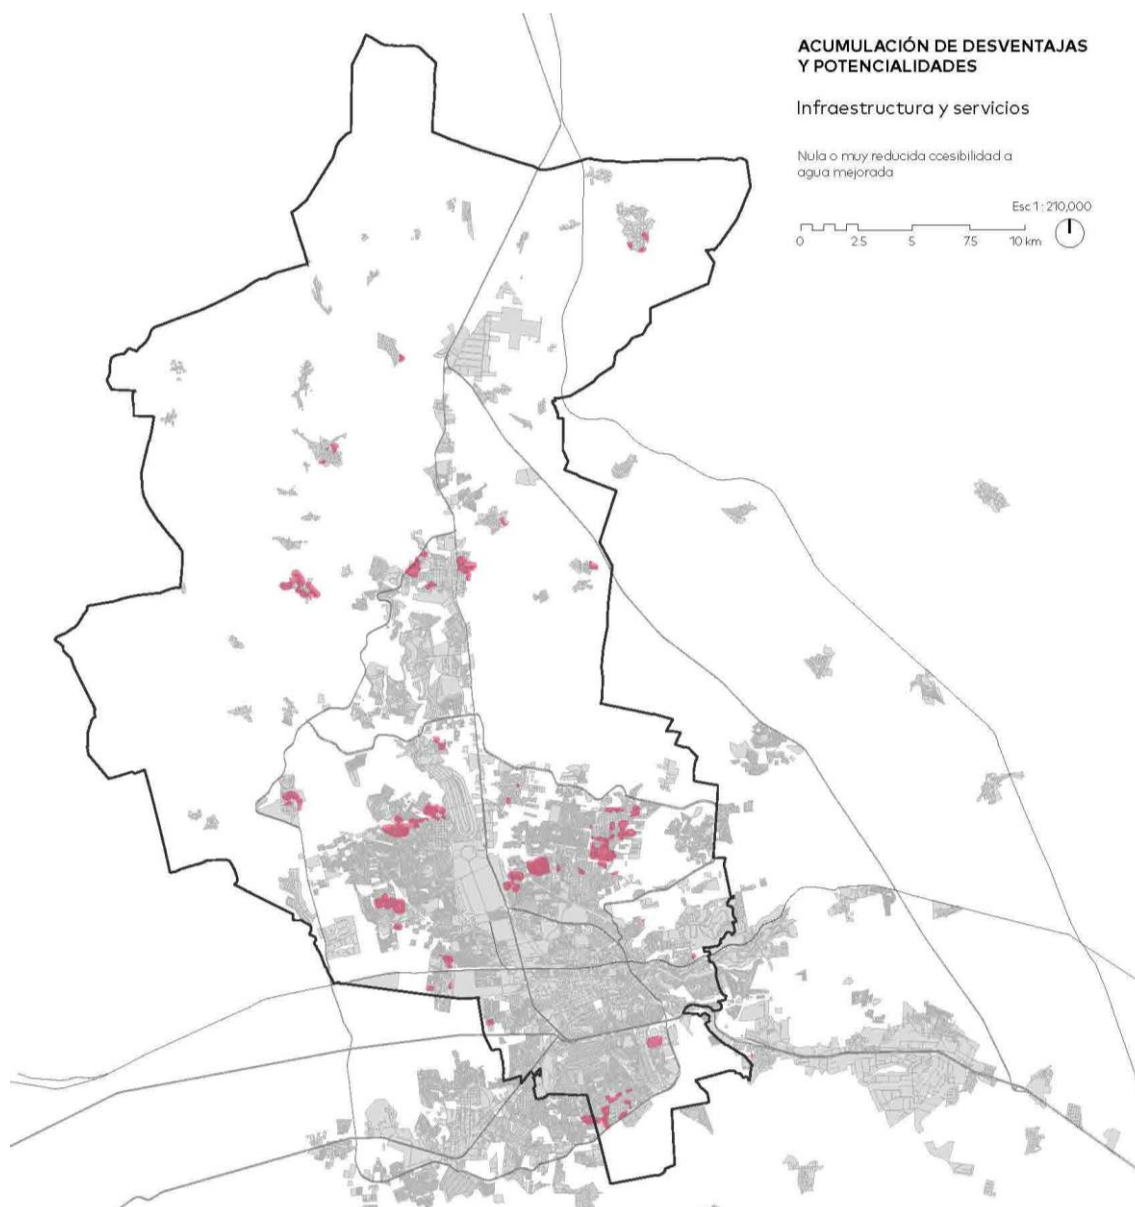 ACUMULACIÓN DE DESVENTAJAS
Y POTENCIALIDADES
Infraestructura y servicios
Nula o muy reducida ccesibilidad a
agua mejorada
Esc 1 : 210,000
0 2.5 5 7.5 10 km